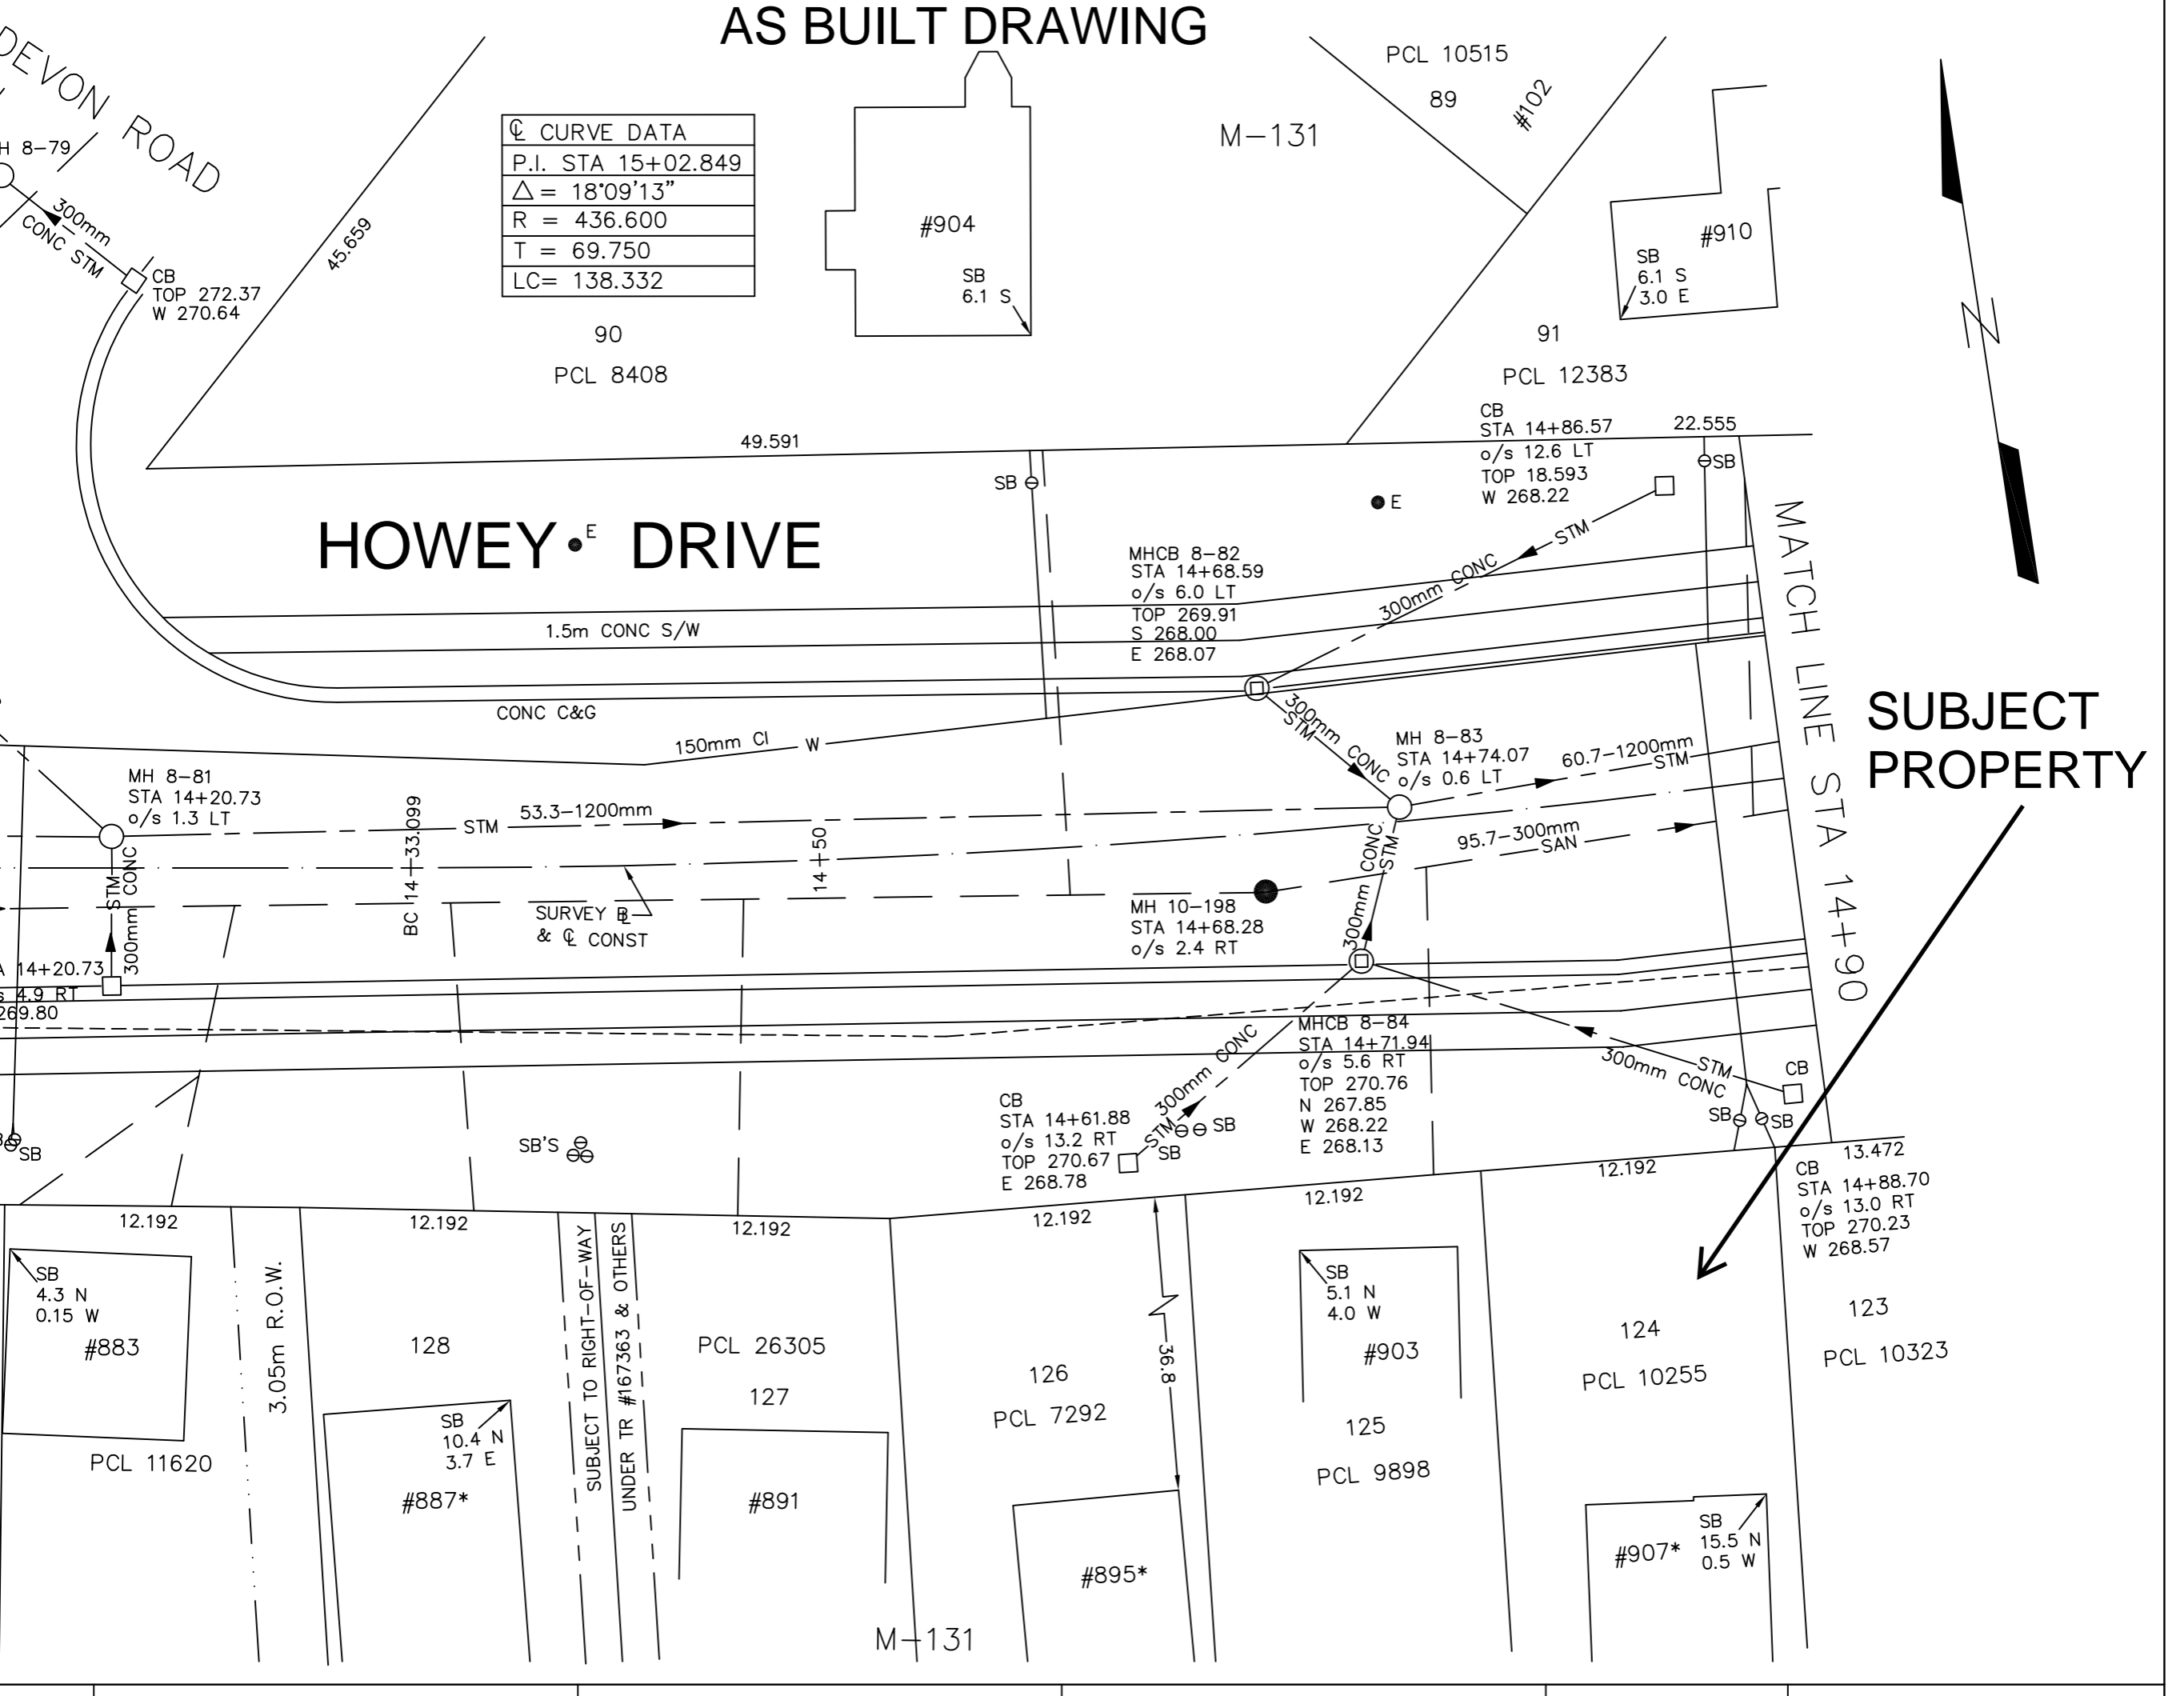 AS BUILT DRAWING
DEVON ROAD
H 8-79
300mm
CONC STM
CB
TOP 272.37
W 270.64
45.659
℄ CURVE DATA
P.I. STA 15+02.849
△= 18°09'13"
R = 436.600
T = 69.750
LC= 138.332
90
PCL 8408
#904
SB
6.1 S
M-131
PCL 10515
89
#102
#910
SB
6.1 S
3.0 E
91
PCL 12383
N
49.591
CB
STA 14+86.57
o/s 12.6 LT
TOP 18.593
W 268.22
22.555
SB
SB
E
HOWEY DRIVE
E
MHCB 8-82
STA 14+68.59
o/s 6.0 LT
TOP 269.91
S 268.00
E 268.07
300mm CONC
STM
1.5m CONC S/W
CONC C&G
150mm CI W
300mm CONC
STM
MH 8-83
STA 14+74.07
o/s 0.6 LT
60.7-1200mm
STM
MATCH LINE STA 14+90
SUBJECT
PROPERTY
MH 8-81
STA 14+20.73
o/s 1.3 LT
STM
53.3-1200mm
BC 14+33.099
14+50
95.7-300mm
SAN
STM
300mm CONC
SURVEY B̵L
& ℄ CONST
MH 10-198
STA 14+68.28
o/s 2.4 RT
300mm CONC
STM
A 14+20.73
s 4.9 RT
269.80
MHCB 8-84
STA 14+71.94
o/s 5.6 RT
TOP 270.76
N 267.85
W 268.22
E 268.13
300mm CONC
STM
STM
300mm CONC
CB
CB
STA 14+61.88
o/s 13.2 RT
TOP 270.67
E 268.78
SB
SB
SB
SB
SB
SB'S
12.192
12.192
12.192
12.192
12.192
12.192
13.472
CB
STA 14+88.70
o/s 13.0 RT
TOP 270.23
W 268.57
SB
4.3 N
0.15 W
#883
PCL 11620
3.05m R.O.W.
128
SB
10.4 N
3.7 E
#887*
SUBJECT TO RIGHT-OF-WAY
UNDER TR #167363 & OTHERS
PCL 26305
127
#891
126
PCL 7292
#895*
36.8
SB
5.1 N
4.0 W
#903
125
PCL 9898
124
PCL 10255
#907*
SB
15.5 N
0.5 W
123
PCL 10323
M-131